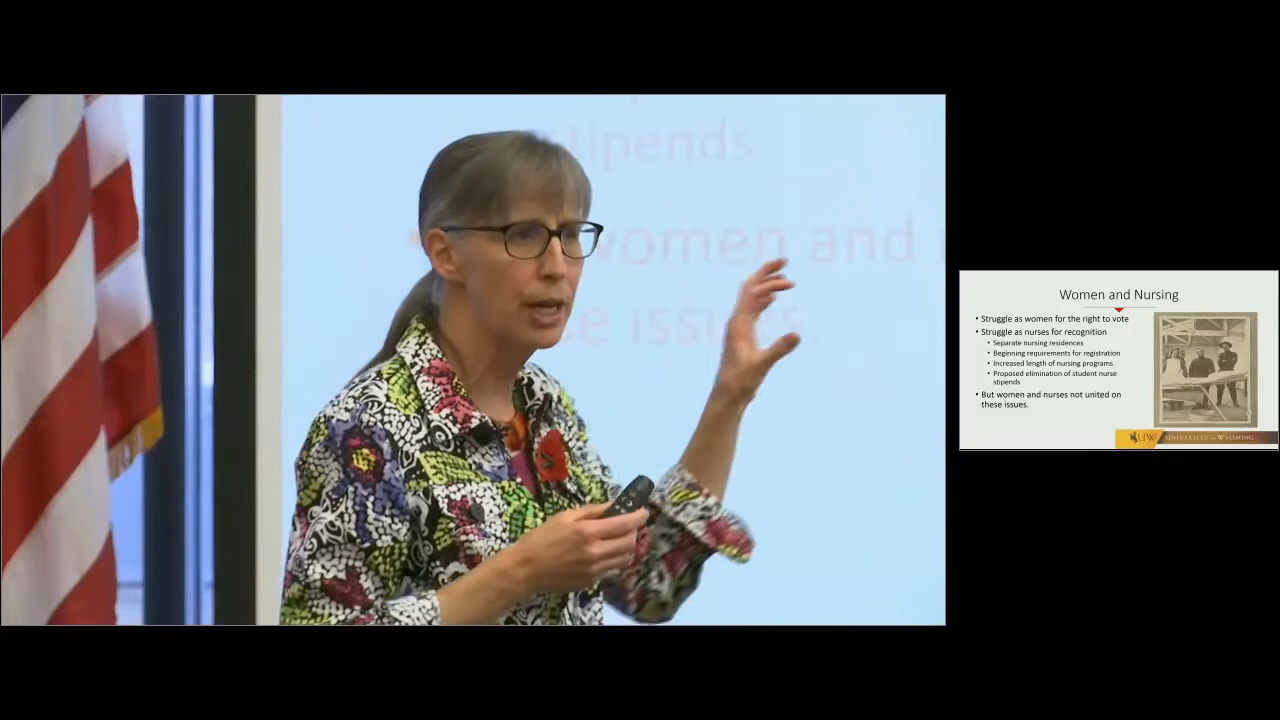 stipends
women and
issues
Women and Nursing
• Struggle as women for the right to vote
• Struggle as nurses for recognition
• Separate nursing residences
• Beginning requirements for registration
• Increased length of nursing programs
• Proposed elimination of student nurse
stipends
• But women and nurses not united on
these issues.
UW UNIVERSITY OF WYOMING